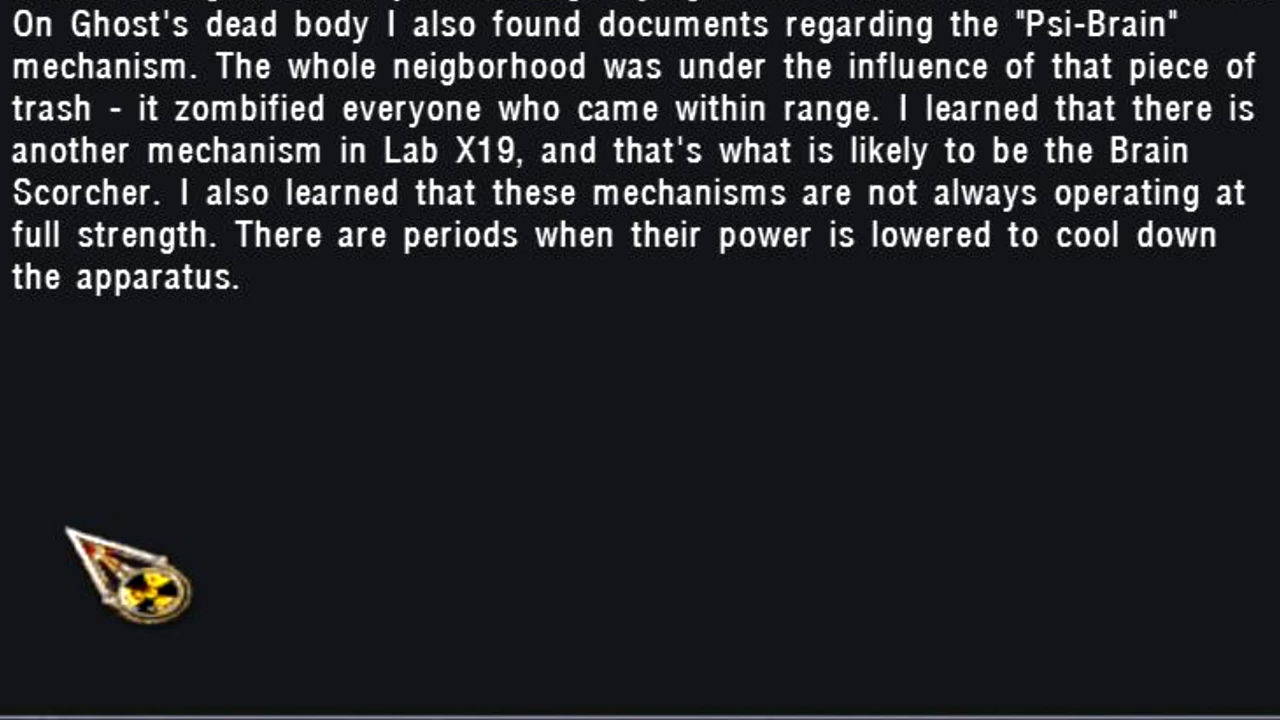 On Ghost's dead body I also found documents regarding the "Psi-Brain"
mechanism. The whole neigborhood was under the influence of that piece of
trash - it zombified everyone who came within range. I learned that there is
another mechanism in Lab X19, and that's what is likely to be the Brain
Scorcher. I also learned that these mechanisms are not always operating at
full strength. There are periods when their power is lowered to cool down
the apparatus.